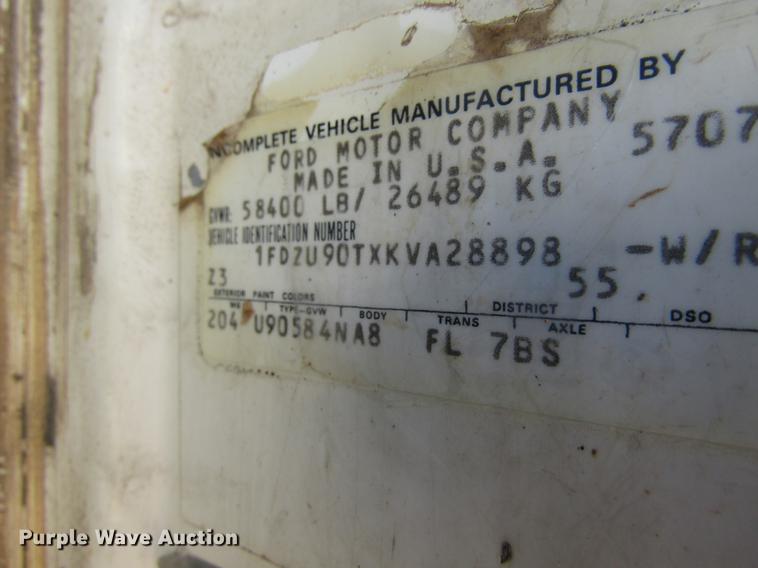 INCOMPLETE VEHICLE MANUFACTURED BY
FORD MOTOR COMPANY 5707
MADE IN U.S.A.
GVWR: 58400 LB/ 26489 KG
VEHICLE IDENTIFICATION NUMBER
1FDZU90TXKVA28898 -W/R
Z3 55.
EXTERIOR PAINT COLORS DISTRICT DSO
WB TYPE-GVW BODY TRANS AXLE
204 U90584NA8 FL 7BS
Purple Wave Auction